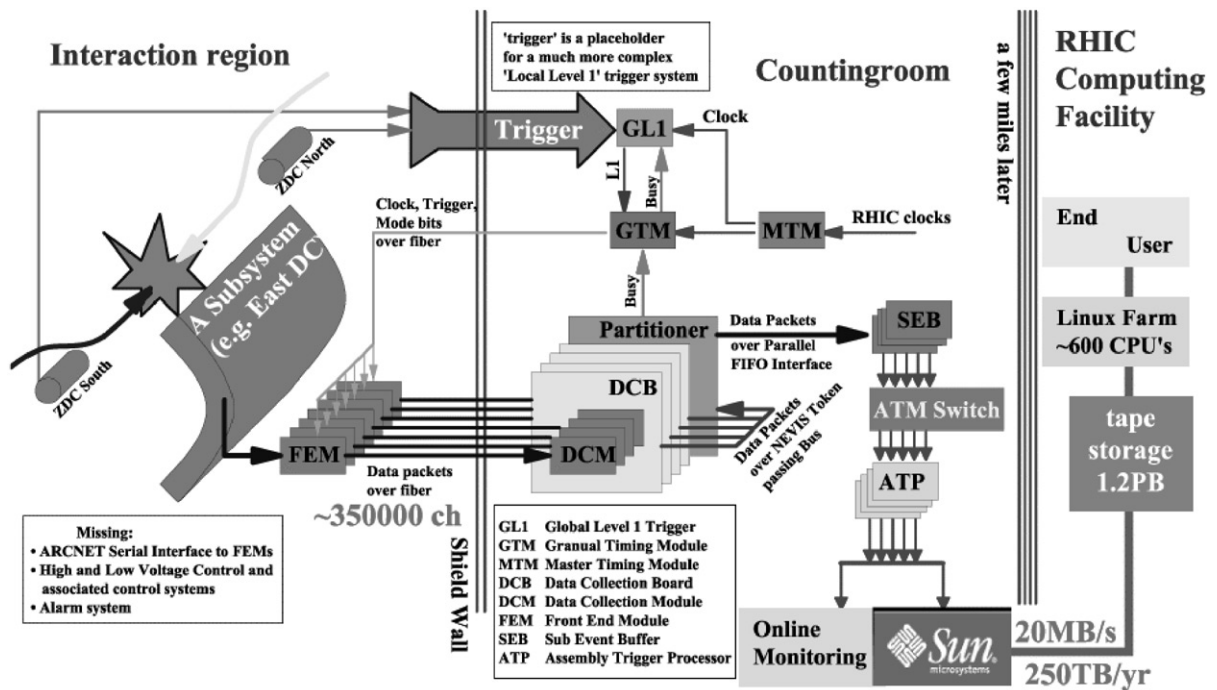 Interaction region
'trigger' is a placeholder
for a much more complex
'Local Level 1' trigger system
Countingroom
a few miles later
RHIC
Computing
Facility
ZDC North
Trigger
GL1
Clock
L1
Busy
Clock, Trigger,
Mode bits
over fiber
GTM
MTM
RHIC clocks
End
User
A Subsystem
(e.g. East DC)
Busy
Partitioner
Data Packets
over Parallel
FIFO Interface
SEB
Linux Farm
~600 CPU's
ZDC South
DCB
ATM Switch
tape
storage
1.2PB
FEM
DCM
Data Packets
over NEVIS Token
passing Bus
Data packets
over fiber
ATP
~350000 ch
Missing:
• ARCNET Serial Interface to FEMs
• High and Low Voltage Control and
associated control systems
• Alarm system
Shield Wall
GL1 Global Level 1 Trigger
GTM Granual Timing Module
MTM Master Timing Module
DCB Data Collection Board
DCM Data Collection Module
FEM Front End Module
SEB Sub Event Buffer
ATP Assembly Trigger Processor
Online
Monitoring
Sun
microsystems
20MB/s
250TB/yr